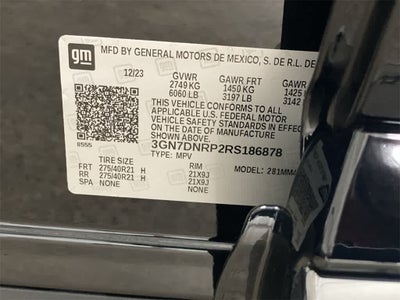 gm
MFD BY GENERAL MOTORS DE MEXICO, S. DE R.L. DE
12/23 GVWR GAWR FRT GAWR
2749 KG 1450 KG 1425
6060 LB 3197 LB 3142
THIS VEHICLE CONFORMS TO ALL
APPLICABLE U.S. FEDERAL MOTOR
VEHICLE SAFETY STANDARDS IN EFFECT
ON THE DATE OF MANUFACTURE
SHOWN ABOVE.
8555 3GN7DNRP2RS186878
TYPE: MPV
TIRE SIZE RIM
FRT 275/40R21 H 21X9J
RR 275/40R21 H 21X9J
SPA NONE NONE